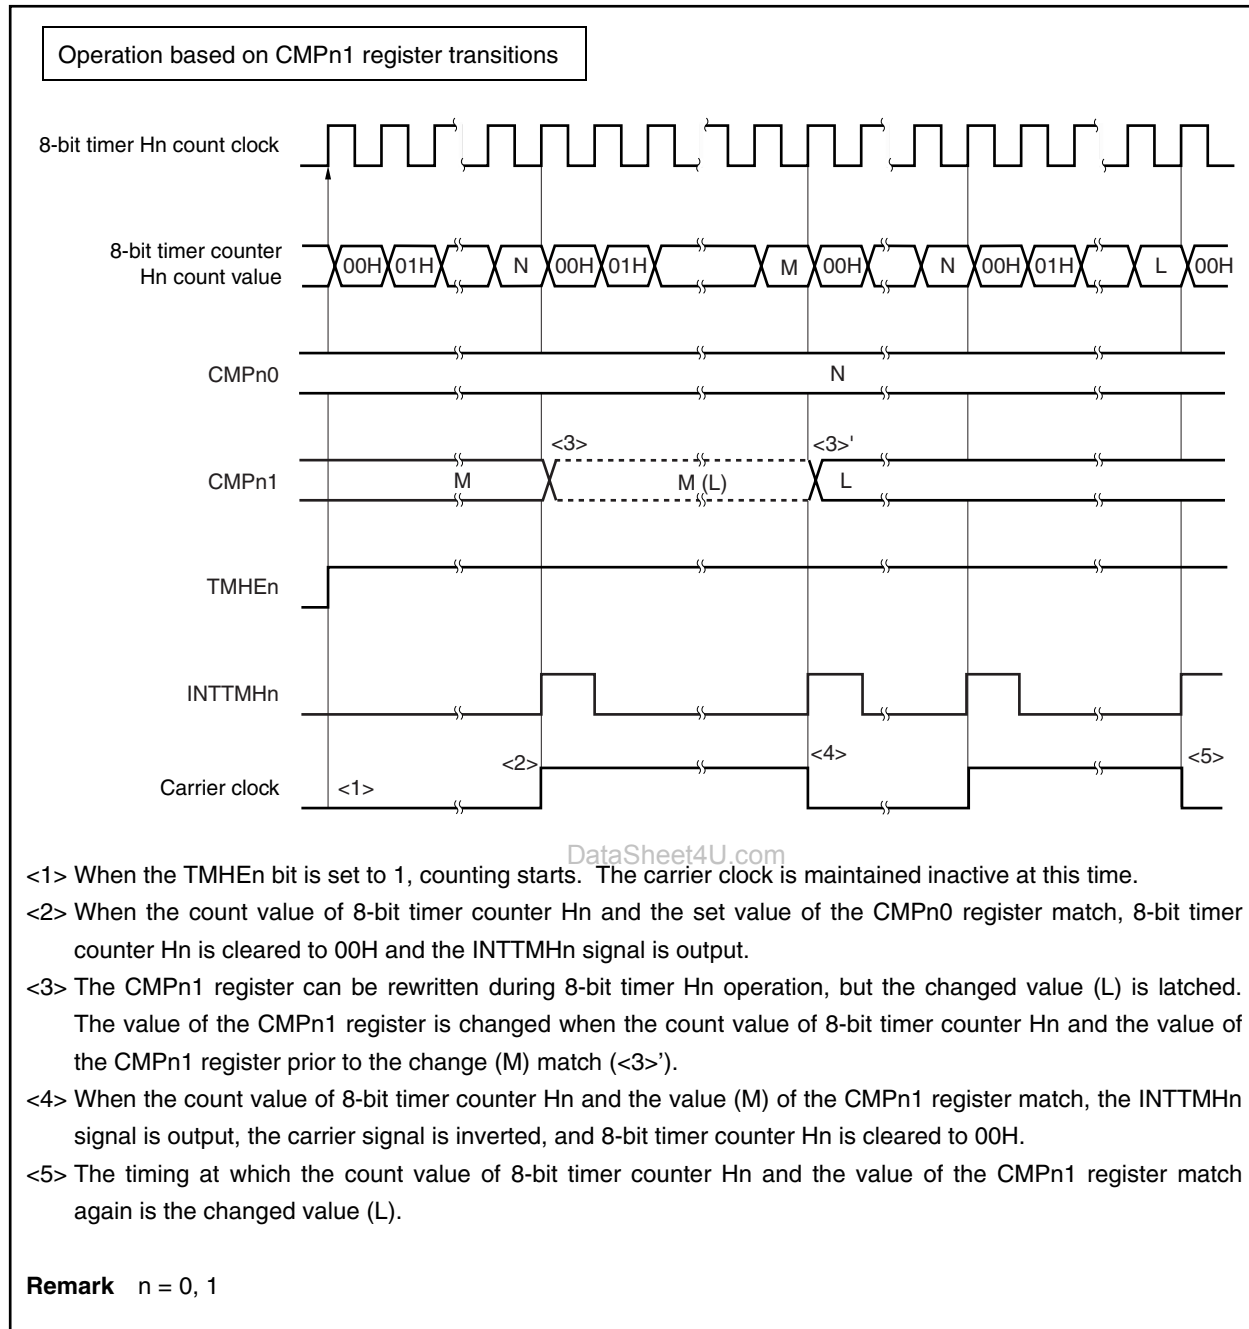 Operation based on CMPn1 register transitions
8-bit timer Hn count clock
8-bit timer counter
Hn count value
00H 01H N 00H 01H M 00H N 00H 01H L 00H
CMPn0
N
<3> <3>'
CMPn1
M M (L) L
TMHEn
INTTMHn
<2> <4> <5>
Carrier clock
<1>
DataSheet4U.com
<1> When the TMHEn bit is set to 1, counting starts. The carrier clock is maintained inactive at this time.
<2> When the count value of 8-bit timer counter Hn and the set value of the CMPn0 register match, 8-bit timer
counter Hn is cleared to 00H and the INTTMHn signal is output.
<3> The CMPn1 register can be rewritten during 8-bit timer Hn operation, but the changed value (L) is latched.
The value of the CMPn1 register is changed when the count value of 8-bit timer counter Hn and the value of
the CMPn1 register prior to the change (M) match (<3>’).
<4> When the count value of 8-bit timer counter Hn and the value (M) of the CMPn1 register match, the INTTMHn
signal is output, the carrier signal is inverted, and 8-bit timer counter Hn is cleared to 00H.
<5> The timing at which the count value of 8-bit timer counter Hn and the value of the CMPn1 register match
again is the changed value (L).
Remark n = 0, 1